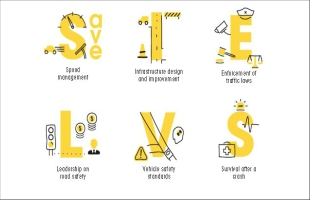 Save
Speed
management
I
Infrastructure design
and improvement
E
Enforcement of
traffic laws
L
Leadership on
road safety
V
Vehicle safety
standards
S
Survival after a
crash